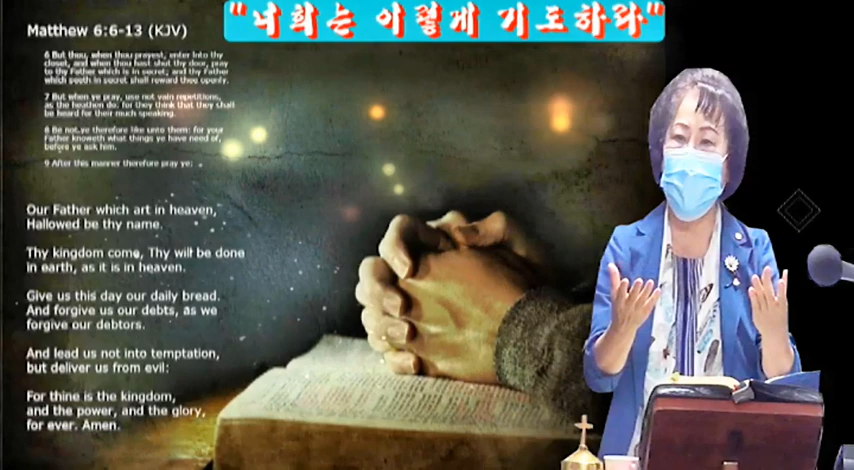 "너희는 이렇게 기도하라"
Matthew 6:6-13 (KJV)
6 But thou, when thou prayest, enter into thy
closet, and when thou hast shut thy door, pray
to thy Father which is in secret; and thy Father
which seeth in secret shall reward thee openly.
7 But when ye pray, use not vain repetitions,
as the heathen do: for they think that they shall
be heard for their much speaking.
8 Be not ye therefore like unto them: for your
Father knoweth what things ye have need of,
before ye ask him.
9 After this manner therefore pray ye:
Our Father which art in heaven,
Hallowed be thy name.
Thy kingdom come, Thy will be done
in earth, as it is in heaven.
Give us this day our daily bread.
And forgive us our debts, as we
forgive our debtors.
And lead us not into temptation,
but deliver us from evil:
For thine is the kingdom,
and the power, and the glory,
for ever. Amen.